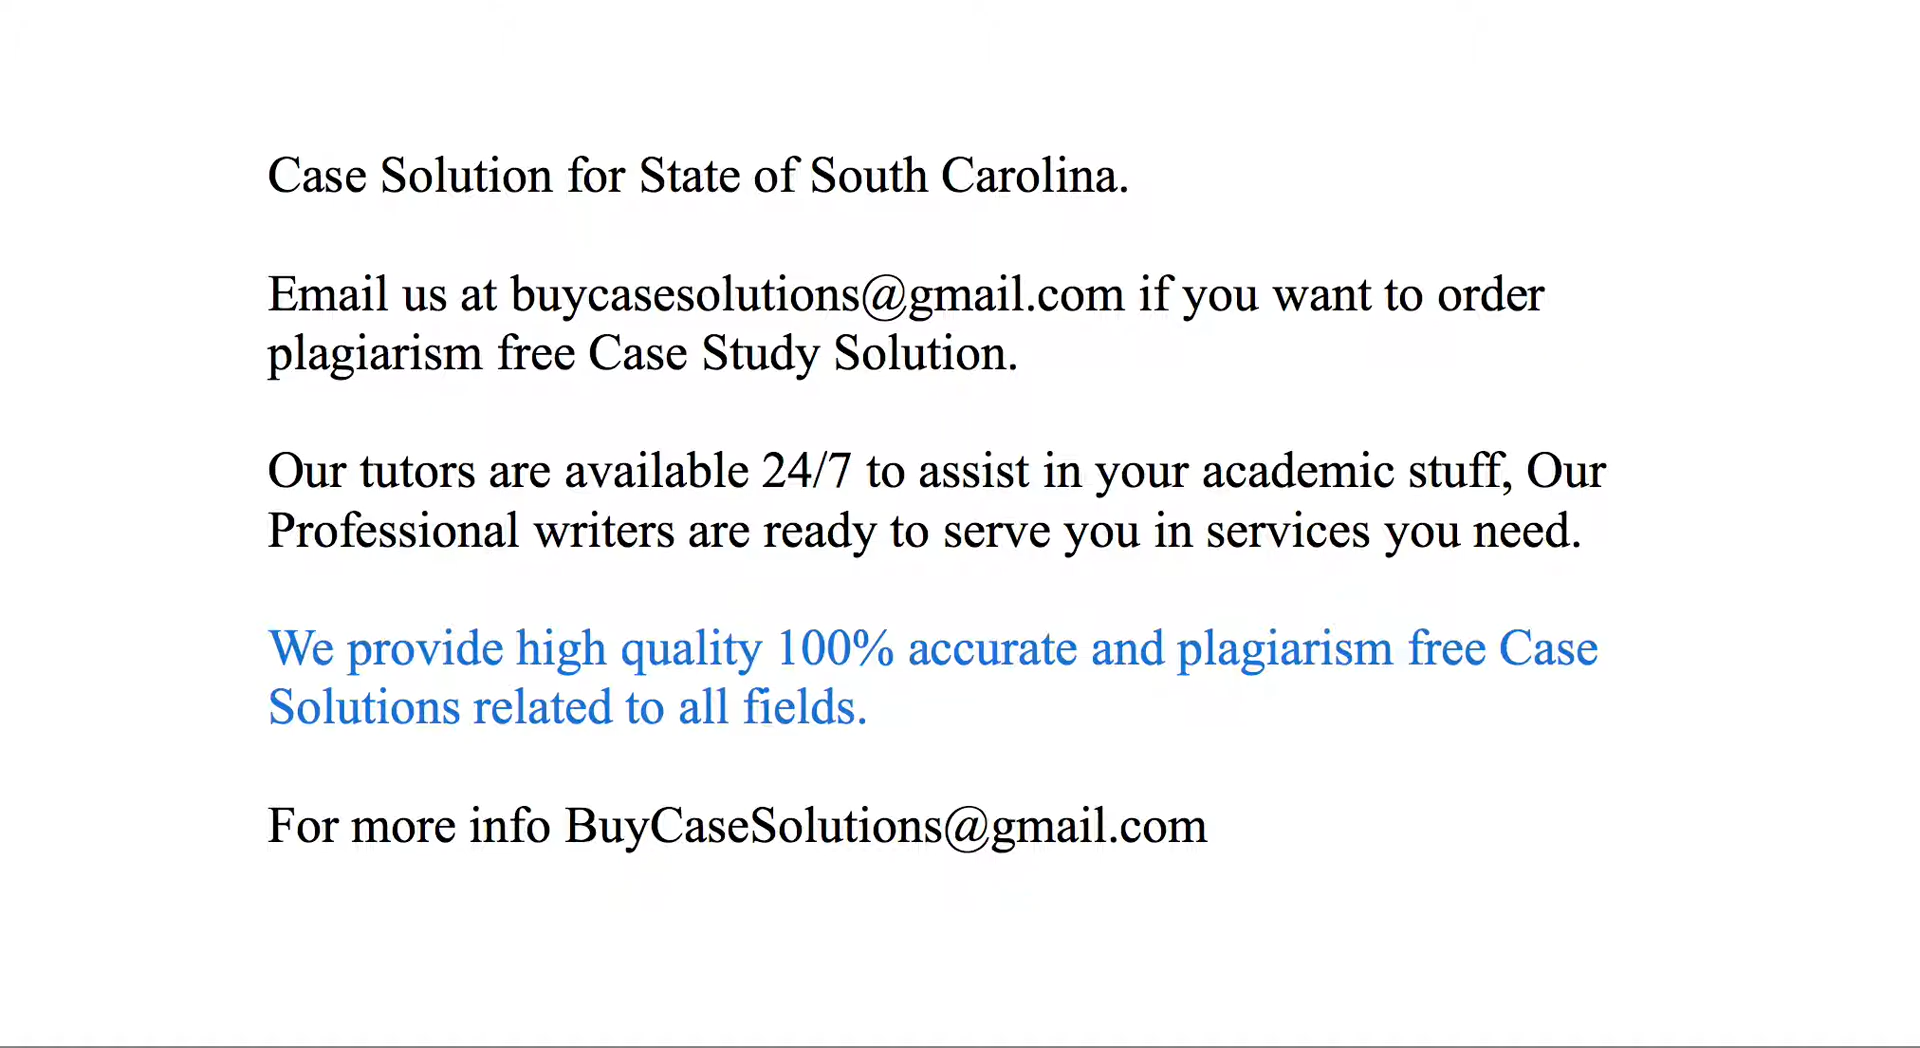 Case Solution for State of South Carolina.
Email us at buycasesolutions@gmail.com if you want to order
plagiarism free Case Study Solution.
Our tutors are available 24/7 to assist in your academic stuff, Our
Professional writers are ready to serve you in services you need.
We provide high quality 100% accurate and plagiarism free Case
Solutions related to all fields.
For more info BuyCaseSolutions@gmail.com